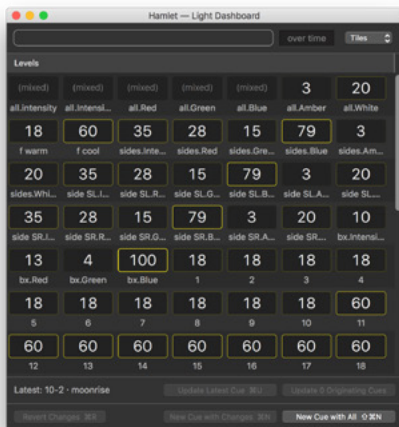 Hamlet — Light Dashboard
over time Tiles
Levels
(mixed) (mixed) (mixed) (mixed) (mixed) 3 20
all.intensity all.Intensi... all.Red all.Green all.Blue all.Amber all.White
18 60 35 28 15 79 3
f warm f cool sides.Inte... sides.Red sides.Gre... sides.Blue sides.Am...
20 35 28 15 79 3 20
sides.Whi... side SL.I... side SL.R... side SL.G... side SL.B... side SL.A... side SL....
35 28 15 79 3 20 10
side SR.I... side SR.R... side SR.G... side SR.B... side SR.A... side SR.... bx.Intensi...
13 4 100 18 18 18 18
bx.Red bx.Green bx.Blue 1 2 3 4
18 18 18 18 18 18 60
5 6 7 8 9 10 11
60 60 60 60 60 60 60
12 13 14 15 16 17 18
Latest: 10-2 · moonrise Update Latest Cue ⌘U Update 0 Originating Cues
Revert Changes ⌘R New Cue with Changes ⌘N New Cue with All ⇧⌘N